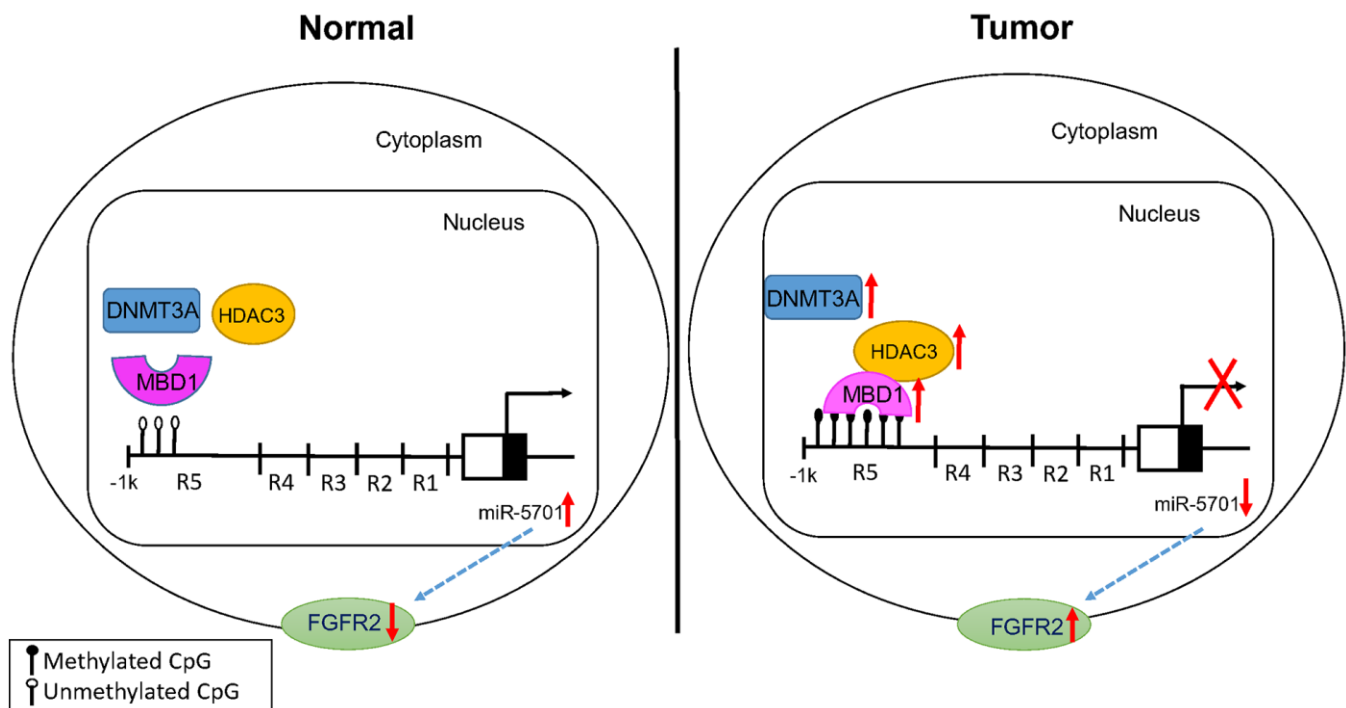 Normal
Cytoplasm
Nucleus
DNMT3A
HDAC3
MBD1
-1k
R5
R4
R3
R2
R1
miR-5701
FGFR2
Methylated CpG
Unmethylated CpG
Tumor
Cytoplasm
Nucleus
DNMT3A
HDAC3
MBD1
-1k
R5
R4
R3
R2
R1
miR-5701
FGFR2